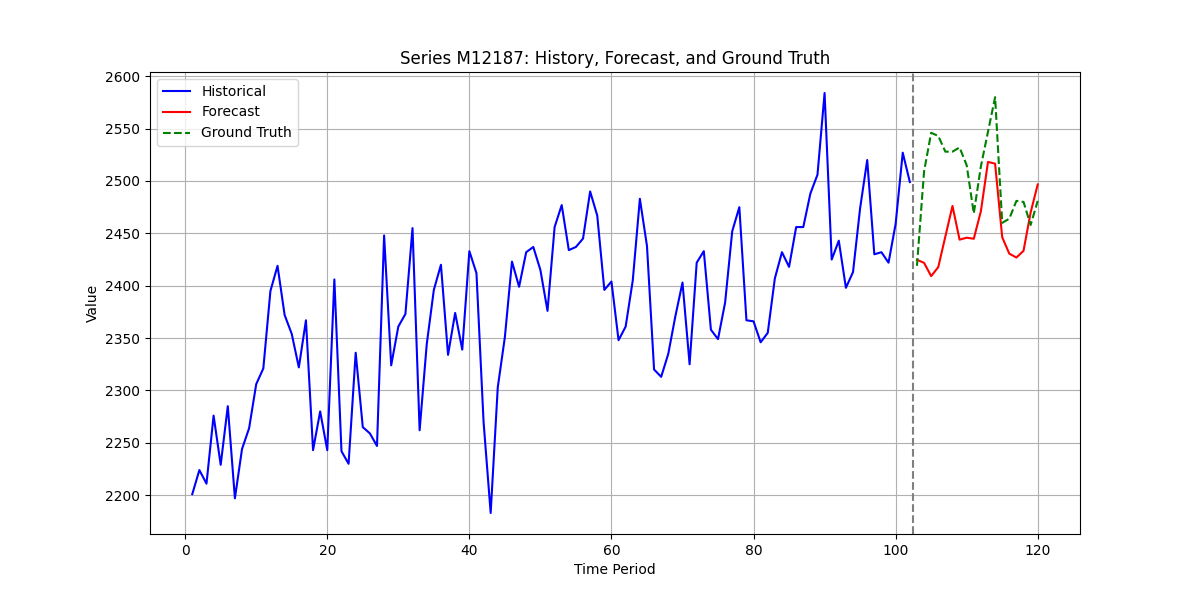 Series M12187: History, Forecast, and Ground Truth
Historical
Forecast
Ground Truth
Value
2600
2550
2500
2450
2400
2350
2300
2250
2200
0 20 40 60 80 100 120
Time Period